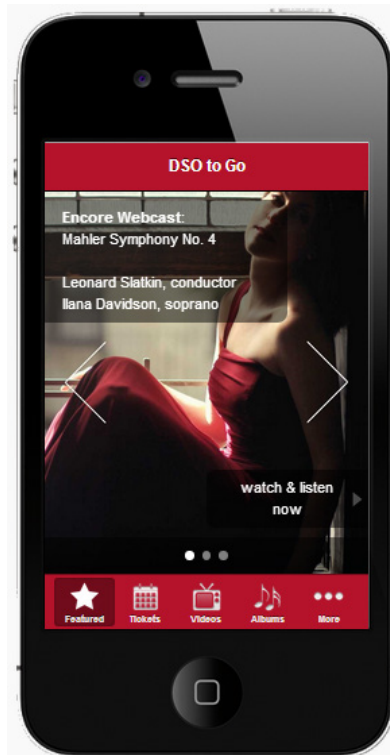 DSO to Go
Encore Webcast:
Mahler Symphony No. 4
Leonard Slatkin, conductor
Ilana Davidson, soprano
watch & listen
now
Featured
Tickets
Videos
Albums
More